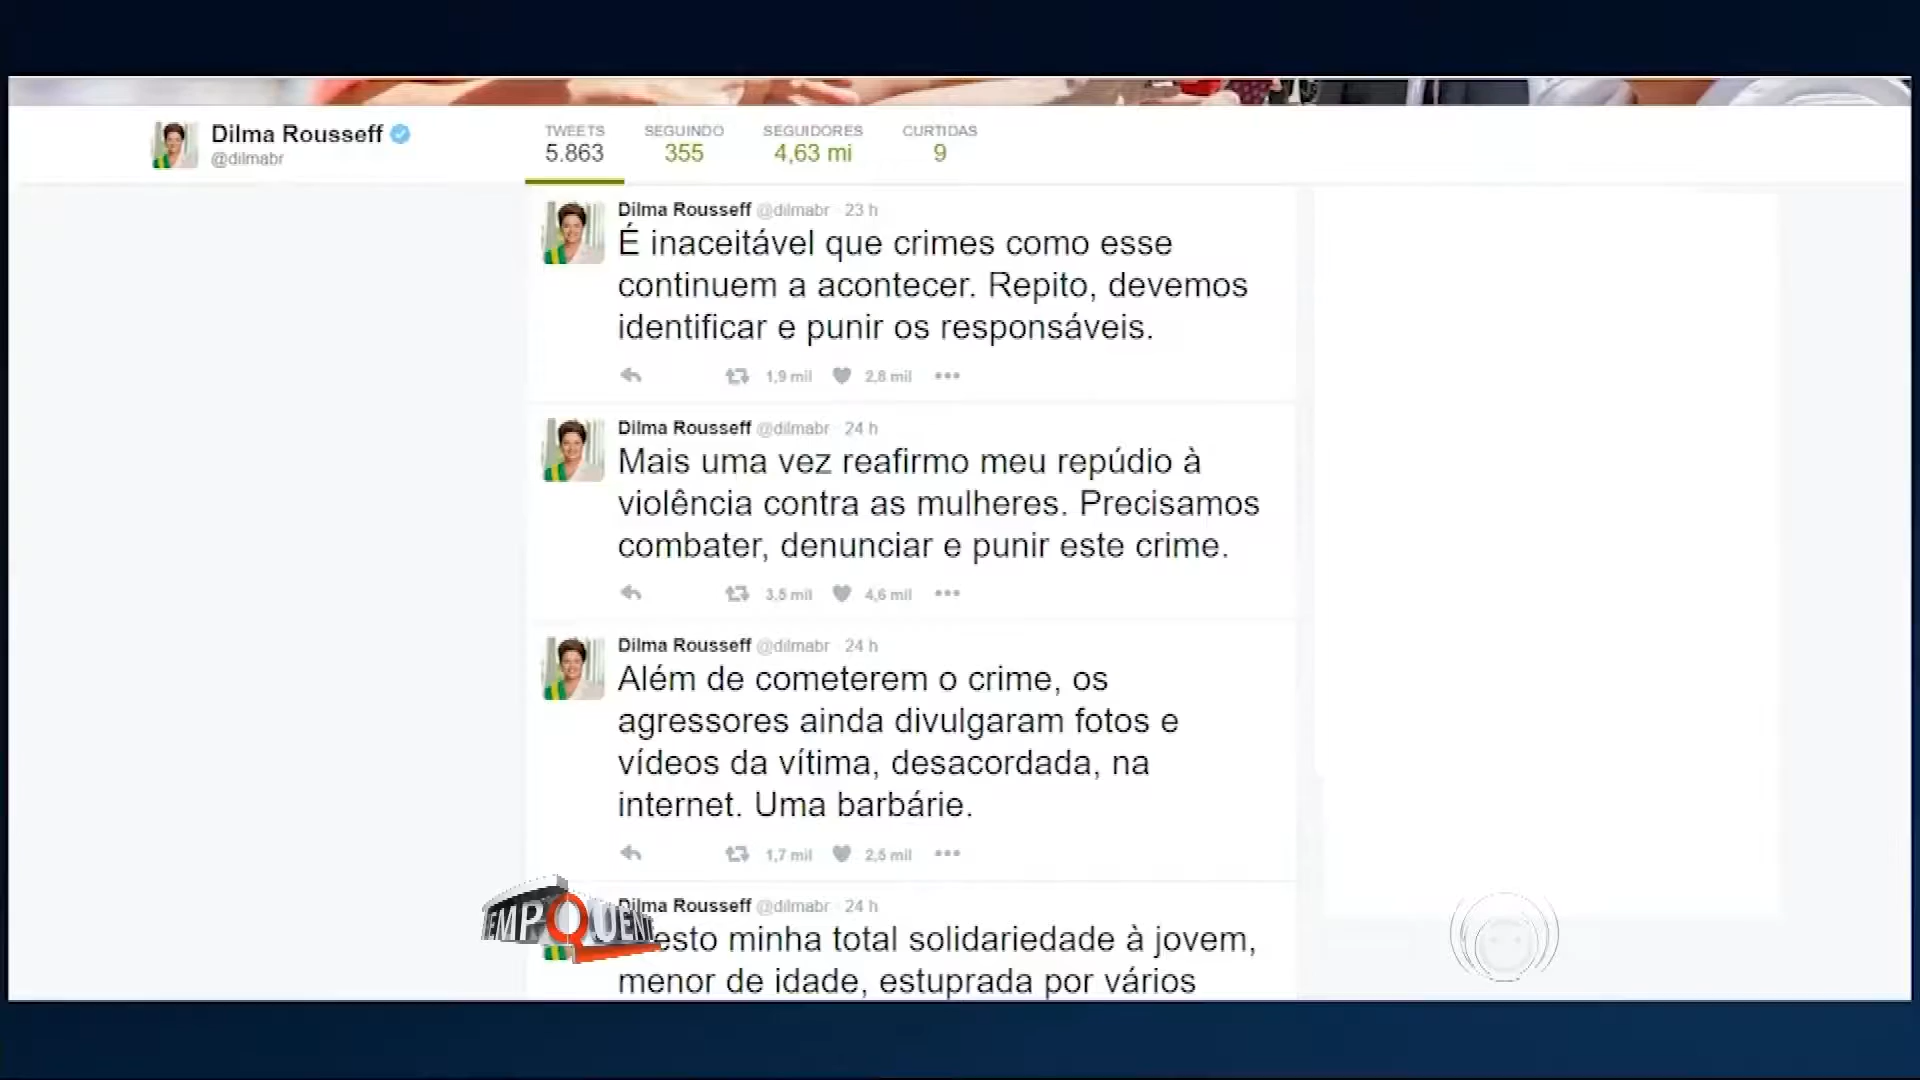 Dilma Rousseff
@dilmabr
TWEETS
5.863
SEGUINDO
355
SEGUIDORES
4,63 mi
CURTIDAS
9
Dilma Rousseff @dilmabr · 23 h
É inaceitável que crimes como esse
continuem a acontecer. Repito, devemos
identificar e punir os responsáveis.
1,9 mil
2,8 mil
Dilma Rousseff @dilmabr · 24 h
Mais uma vez reafirmo meu repúdio à
violência contra as mulheres. Precisamos
combater, denunciar e punir este crime.
3,5 mil
4,6 mil
Dilma Rousseff @dilmabr · 24 h
Além de cometerem o crime, os
agressores ainda divulgaram fotos e
vídeos da vítima, desacordada, na
internet. Uma barbárie.
1,7 mil
2,5 mil
Dilma Rousseff @dilmabr · 24 h
esto minha total solidariedade à jovem,
menor de idade, estuprada por vários